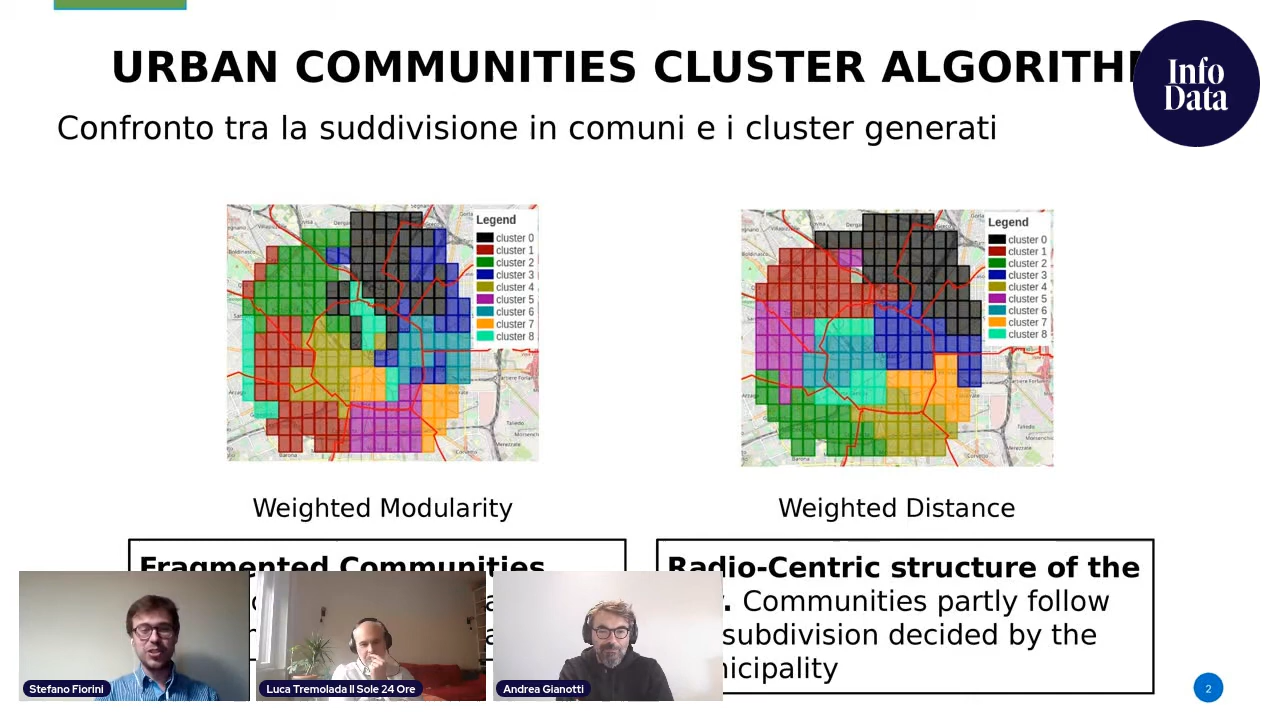 URBAN COMMUNITIES CLUSTER ALGORITH
Info
Data
Confronto tra la suddivisione in comuni e i cluster generati
Legend
cluster 0
cluster 1
cluster 2
cluster 3
cluster 4
cluster 5
cluster 6
cluster 7
cluster 8
Legend
cluster 0
cluster 1
cluster 2
cluster 3
cluster 4
cluster 5
cluster 6
cluster 7
cluster 8
Weighted Modularity
Weighted Distance
Fragmented Communities
Radio-Centric structure of the
. Communities partly follow
subdivision decided by the
nicipality
Stefano Fiorini
Luca Tremolada Il Sole 24 Ore
Andrea Gianotti
2